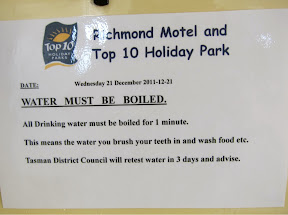 Top 10
HOLIDAY
PARKS
Richmond Motel and
Top 10 Holiday Park
DATE: Wednesday 21 December 2011-12-21
WATER MUST BE BOILED.
All Drinking water must be boiled for 1 minute.
This means the water you brush your teeth in and wash food etc.
Tasman District Council will retest water in 3 days and advise.